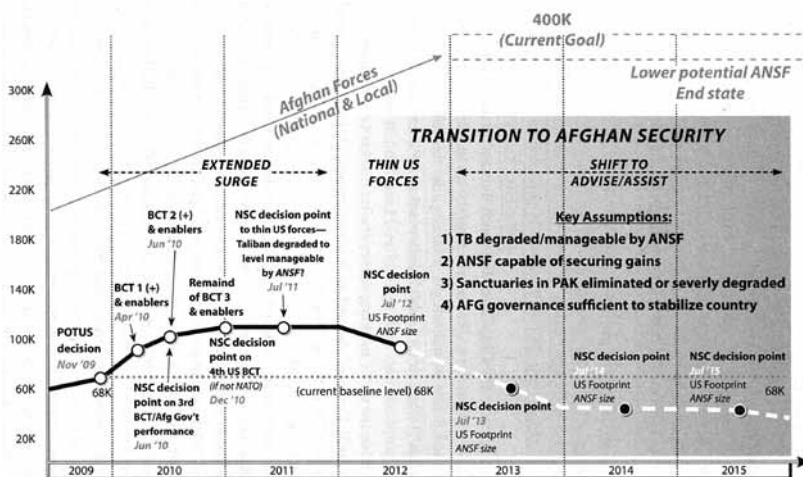 400K
(Current Goal)
Lower potential ANSF
End state
Afghan Forces
(National & Local)
300K
260K
220K
180K
140K
100K
60K
20K
TRANSITION TO AFGHAN SECURITY
EXTENDED
SURGE
THIN US
FORCES
SHIFT TO
ADVISE/ASSIST
Key Assumptions:
1) TB degraded/manageable by ANSF
2) ANSF capable of securing gains
3) Sanctuaries in PAK eliminated or severly degraded
4) AFG governance sufficient to stabilize country
POTUS
decision
Nov '09
68K
BCT 1 (+)
& enablers
Apr '10
BCT 2 (+)
& enablers
Jun '10
NSC decision
point on 3rd
BCT/Afg Gov't
performance
Jun '10
Remaind
of BCT 3
& enablers
NSC decision
point on
4th US BCT
(if not NATO)
Dec '10
NSC decision point
to thin US forces—
Taliban degraded to
level manageable
by ANSF?
Jul '11
(current baseline level) 68K
NSC decision
point
Jul '12
US Footprint
ANSF size
NSC decision point
Jul '13
US Footprint
ANSF size
NSC decision point
Jul '14
US Footprint
ANSF size
NSC decision point
Jul '15
US Footprint
ANSF size
68K
2009
2010
2011
2012
2013
2014
2015